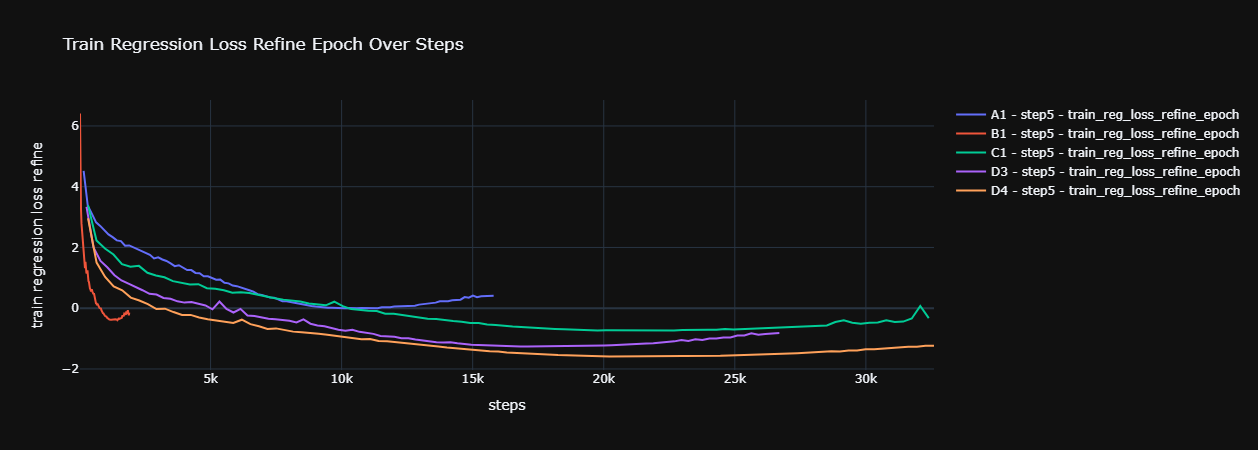 Train Regression Loss Refine Epoch Over Steps
train regression loss refine
6
4
2
0
−2
5k
10k
15k
20k
25k
30k
steps
A1 - step5 - train_reg_loss_refine_epoch
B1 - step5 - train_reg_loss_refine_epoch
C1 - step5 - train_reg_loss_refine_epoch
D3 - step5 - train_reg_loss_refine_epoch
D4 - step5 - train_reg_loss_refine_epoch